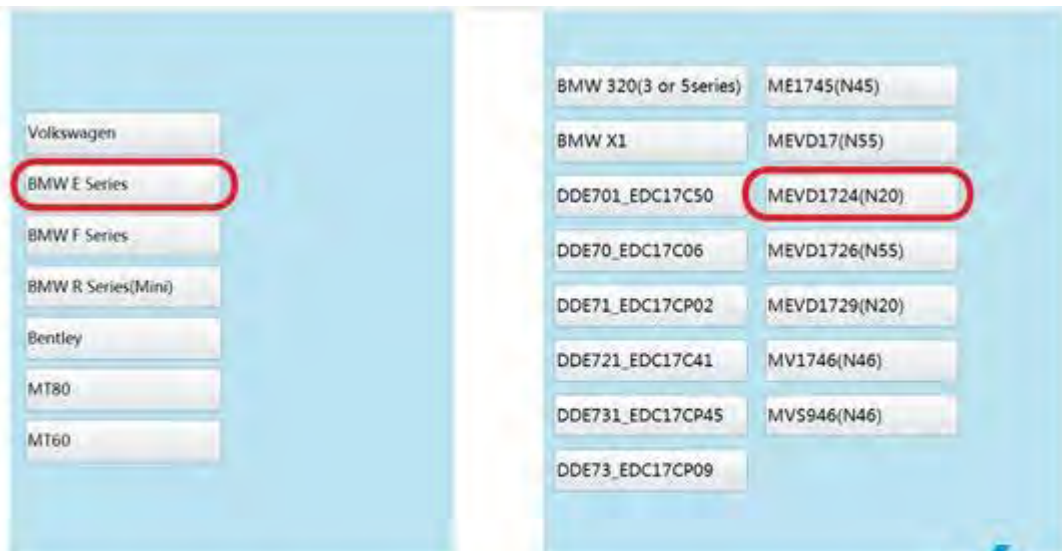 Volkswagen
BMW E Series
BMW F Series
BMW R Series(Mini)
Bentley
MT80
MT60
BMW 320(3 or 5series)
ME1745(N45)
BMW X1
MEVD17(N55)
DDE701_EDC17C50
MEVD1724(N20)
DDE70_EDC17C06
MEVD1726(N55)
DDE71_EDC17CP02
MEVD1729(N20)
DDE721_EDC17C41
MV1746(N46)
DDE731_EDC17CP45
MVS946(N46)
DDE73_EDC17CP09